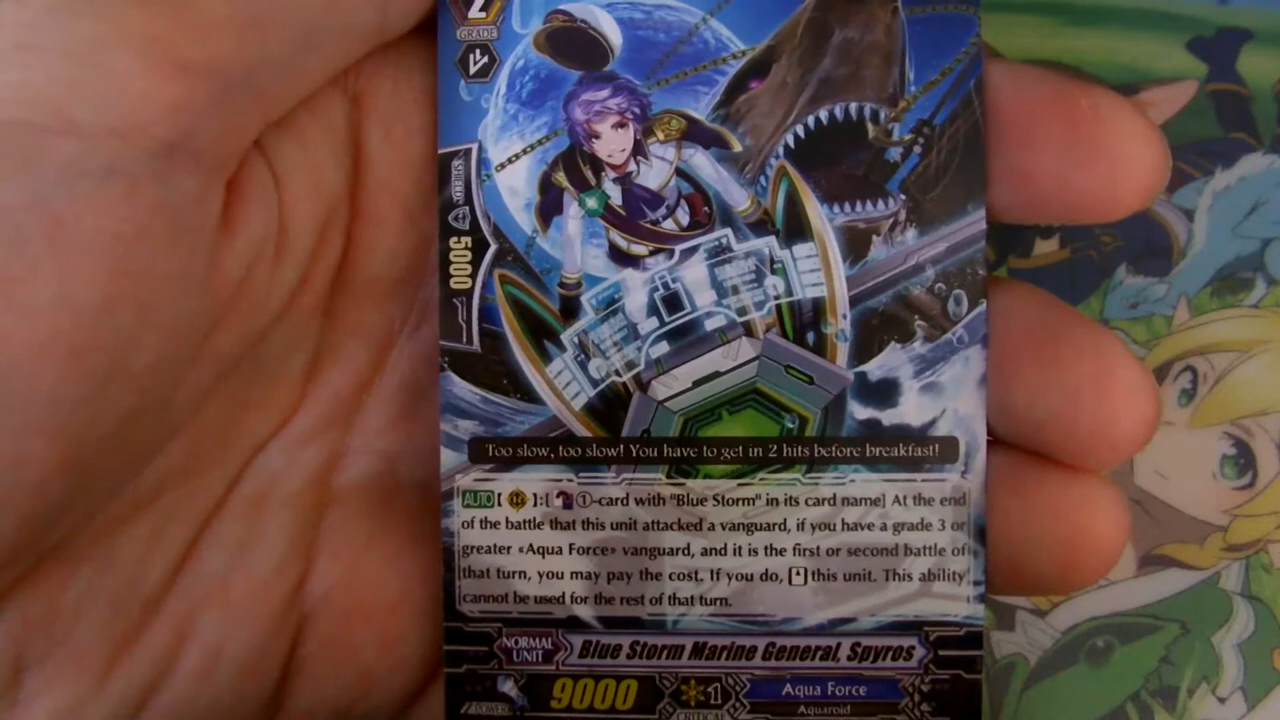 2
GRADE
SHIELD
5000
Too slow, too slow! You have to get in 2 hits before breakfast!
AUTO [ ]:[ ①-card with "Blue Storm" in its card name] At the end
of the battle that this unit attacked a vanguard, if you have a grade 3 or
greater «Aqua Force» vanguard, and it is the first or second battle of
that turn, you may pay the cost. If you do, this unit. This ability
cannot be used for the rest of that turn.
NORMAL
UNIT
Blue Storm Marine General, Spyros
POWER
9000
1
CRITICAL
Aqua Force
Aquaroid